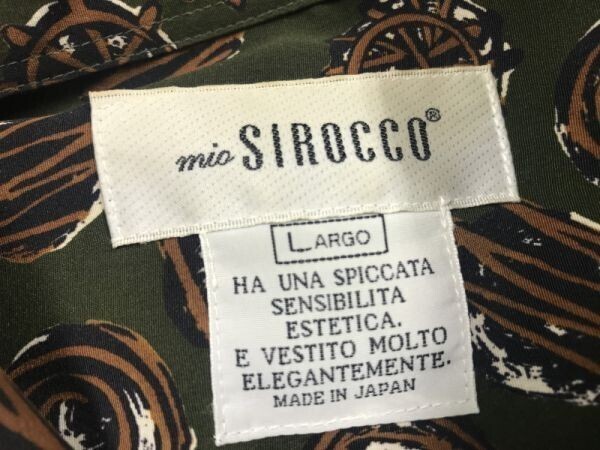 mio SIROCCO®
LARGO
HA UNA SPICCATA
SENSIBILITA
ESTETICA.
E VESTITO MOLTO
ELEGANTEMENTE.
MADE IN JAPAN